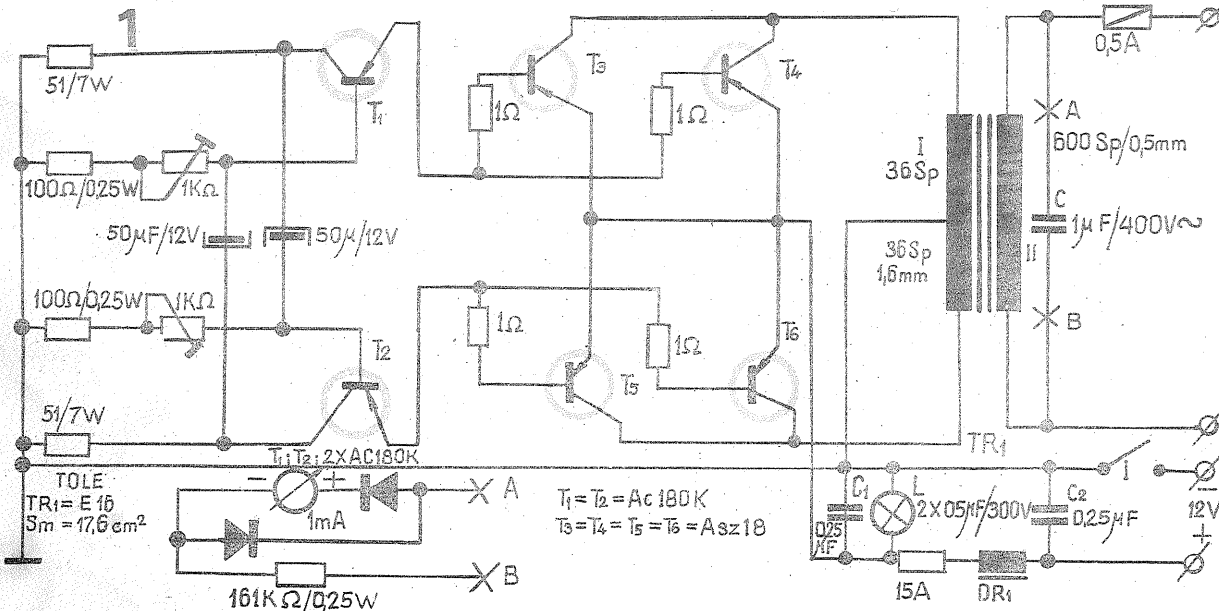 1
51/7W
T1
T3
T4
0,5A
1Ω
1Ω
A
600 Sp/0,5mm
I
36Sp
100Ω/0,25W
1KΩ
C
1μF/400V~
50μF/12V
50μ/12V
36Sp
1,6mm
II
100Ω/0,25W
1KΩ
B
1Ω
1Ω
T2
T5
T6
51/7W
TR1
T1; T2; 2XAC180K
I
TOLE
TR1 = E 18
Sm = 17,6 cm²
- +
1mA
A
B
161KΩ/0,25W
T1 = T2 = Ac 180K
T3 = T4 = T5 = T6 = Asz18
C1
0,25
μF
L
2X05μF/300V
C2
0,25μF
-
12V
+
15A
DR1